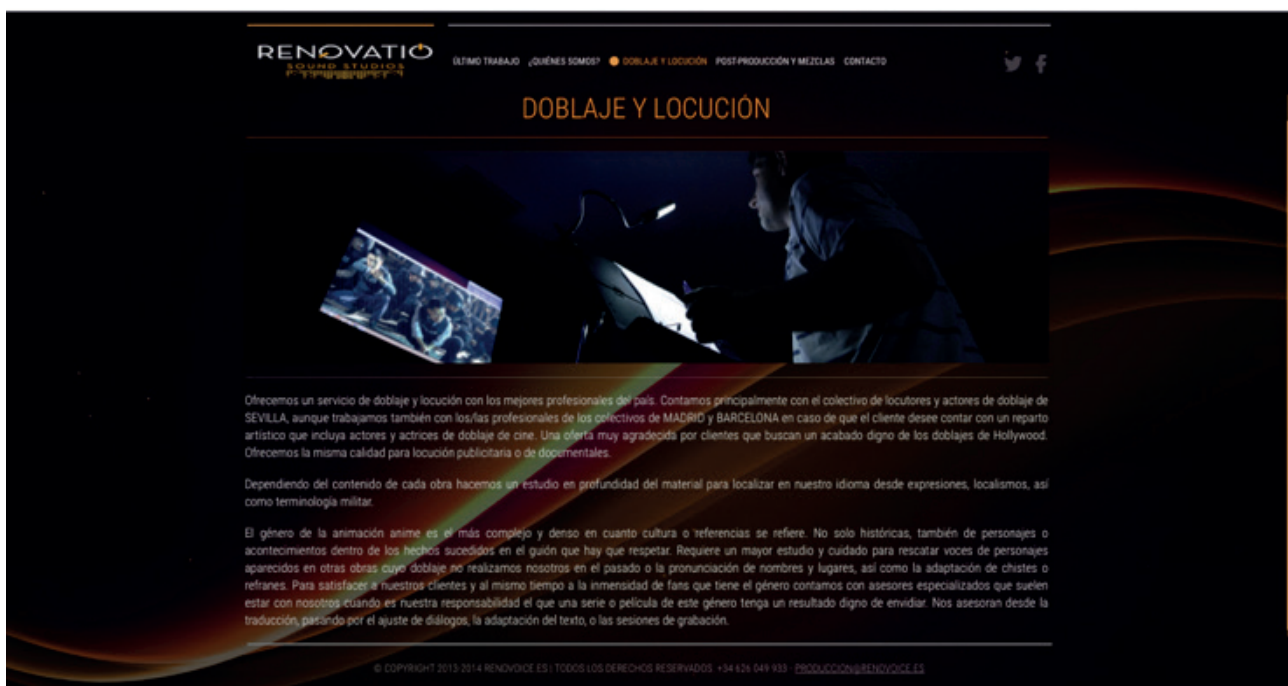 RENOVATIO
SOUND STUDIOS
ÚLTIMO TRABAJO ¿QUIÉNES SOMOS? DOBLAJE Y LOCUCIÓN POST-PRODUCCIÓN Y MEZCLAS CONTACTO
DOBLAJE Y LOCUCIÓN
Ofrecemos un servicio de doblaje y locución con los mejores profesionales del país. Contamos principalmente con el colectivo de locutores y actores de doblaje de
SEVILLA, aunque trabajamos también con los/las profesionales de los colectivos de MADRID y BARCELONA en caso de que el cliente desee contar con un reparto
artístico que incluya actores y actrices de doblaje de cine. Una oferta muy agradecida por clientes que buscan un acabado digno de los doblajes de Hollywood.
Ofrecemos la misma calidad para locución publicitaria o de documentales.
Dependiendo del contenido de cada obra hacemos un estudio en profundidad del material para localizar en nuestro idioma desde expresiones, localismos, así
como terminología militar.
El género de la animación anime es el más complejo y denso en cuanto cultura o referencias se refiere. No solo históricas, también de personajes o
acontecimientos dentro de los hechos sucedidos en el guión que hay que respetar. Requiere un mayor estudio y cuidado para rescatar voces de personajes
aparecidos en otras obras cuyo doblaje no realizamos nosotros en el pasado o la pronunciación de nombres y lugares, así como la adaptación de chistes o
refranes. Para satisfacer a nuestros clientes y al mismo tiempo a la inmensidad de fans que tiene el género contamos con asesores especializados que suelen
estar con nosotros cuando es nuestra responsabilidad el que una serie o película de este género tenga un resultado digno de envidiar. Nos asesoran desde la
traducción, pasando por el ajuste de diálogos, la adaptación del texto, o las sesiones de grabación.
© COPYRIGHT 2013-2014 RENOVOICE.ES | TODOS LOS DERECHOS RESERVADOS. +34 626 049 933 - PRODUCCION@RENOVOICE.ES